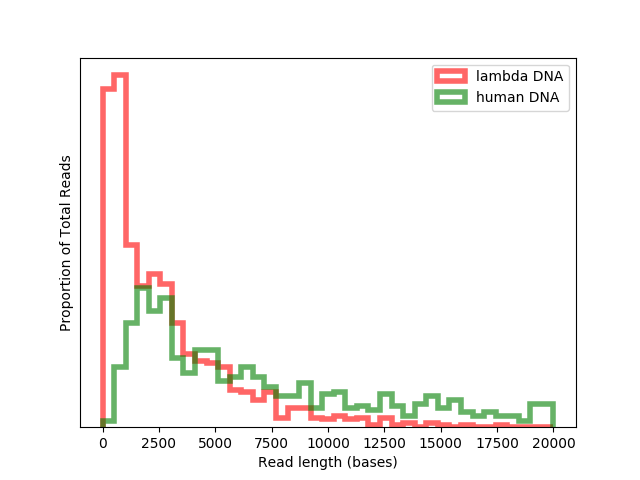 lambda DNA
human DNA
Proportion of Total Reads
0 2500 5000 7500 10000 12500 15000 17500 20000
Read length (bases)